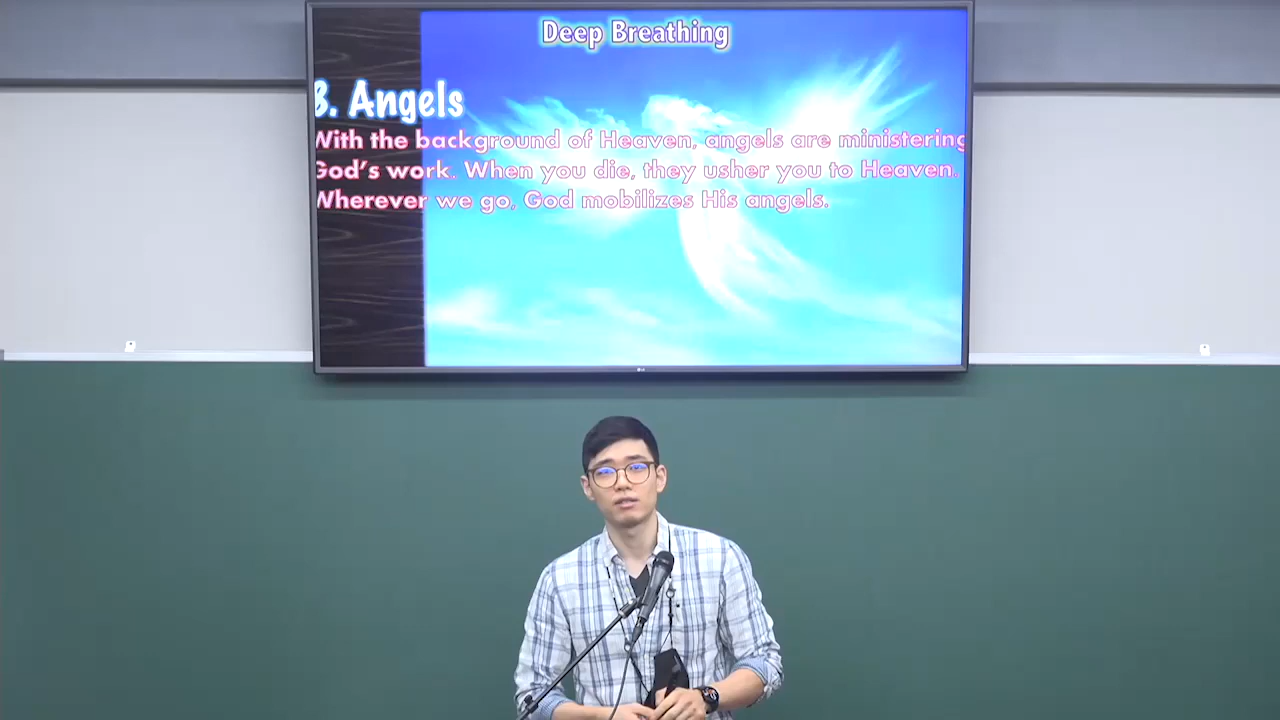 Deep Breathing
3. Angels
With the background of Heaven, angels are ministering
God's work. When you die, they usher you to Heaven.
Wherever we go, God mobilizes His angels.
LG